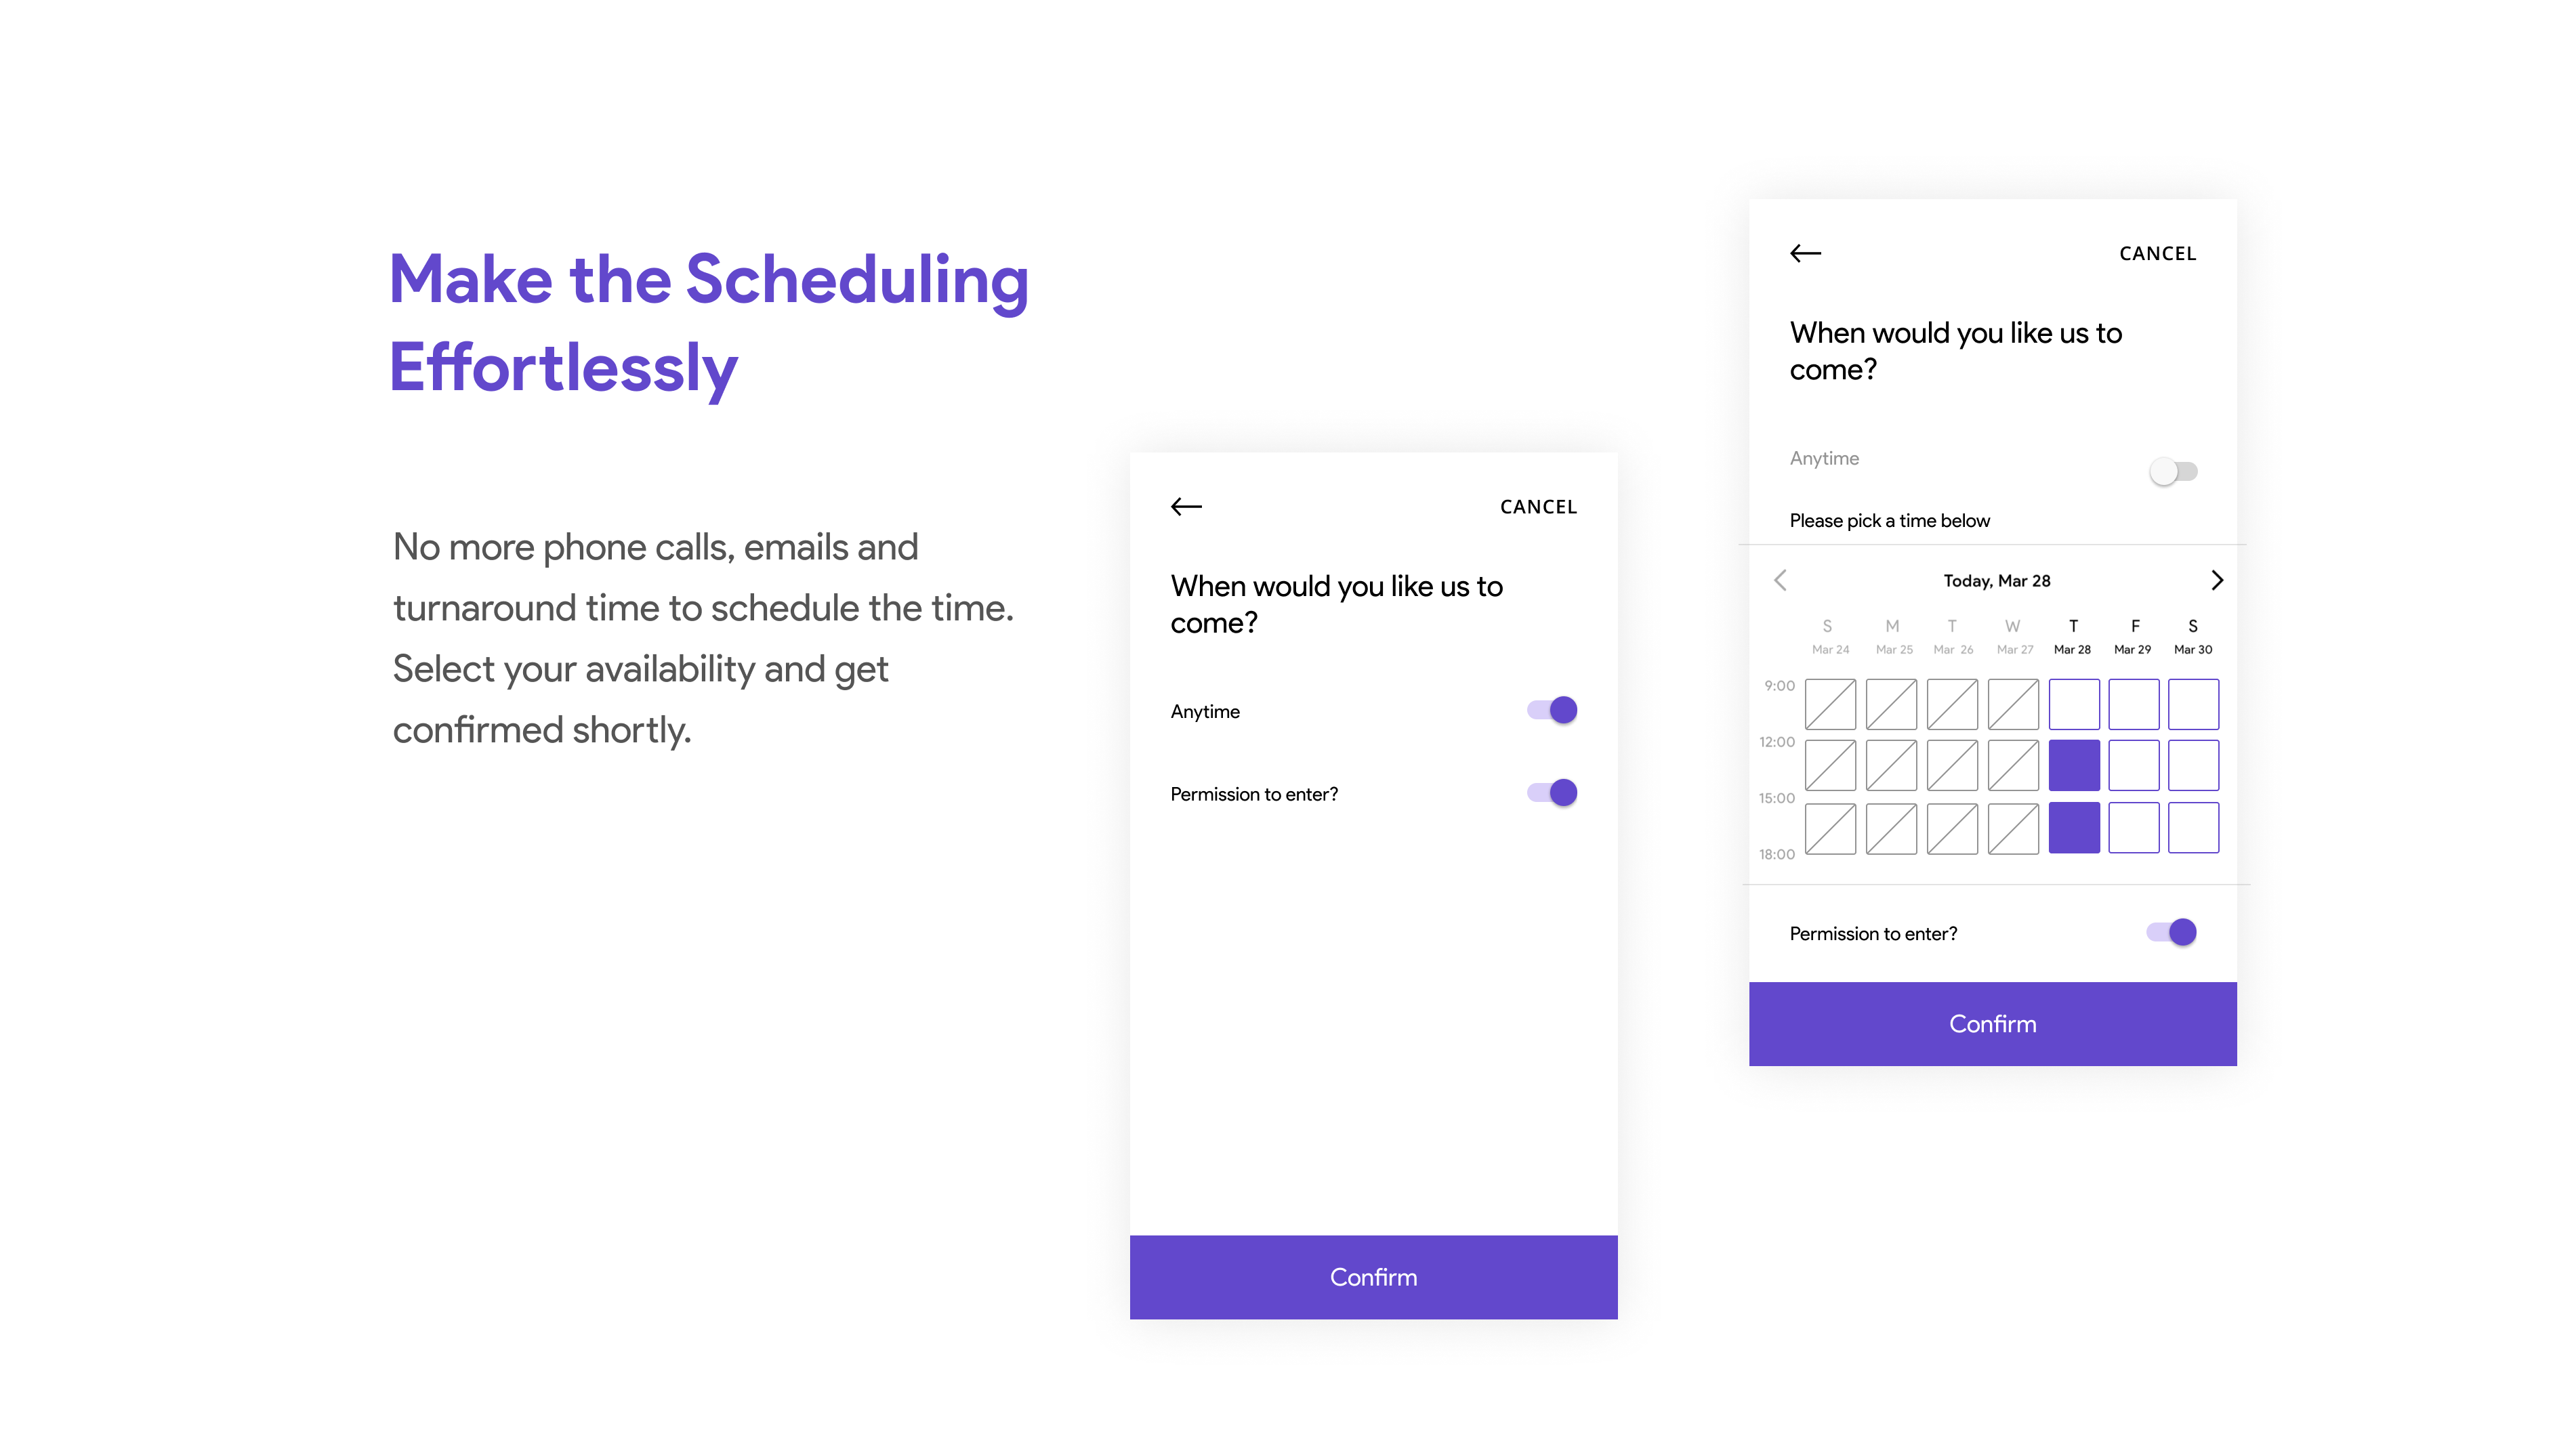 Make the Scheduling
Effortlessly
No more phone calls, emails and
turnaround time to schedule the time.
Select your availability and get
confirmed shortly.
CANCEL
When would you like us to
come?
Anytime
Permission to enter?
Confirm
CANCEL
When would you like us to
come?
Anytime
Please pick a time below
Today, Mar 28
S M T W T F S
Mar 24 Mar 25 Mar 26 Mar 27 Mar 28 Mar 29 Mar 30
9:00
12:00
15:00
18:00
Permission to enter?
Confirm